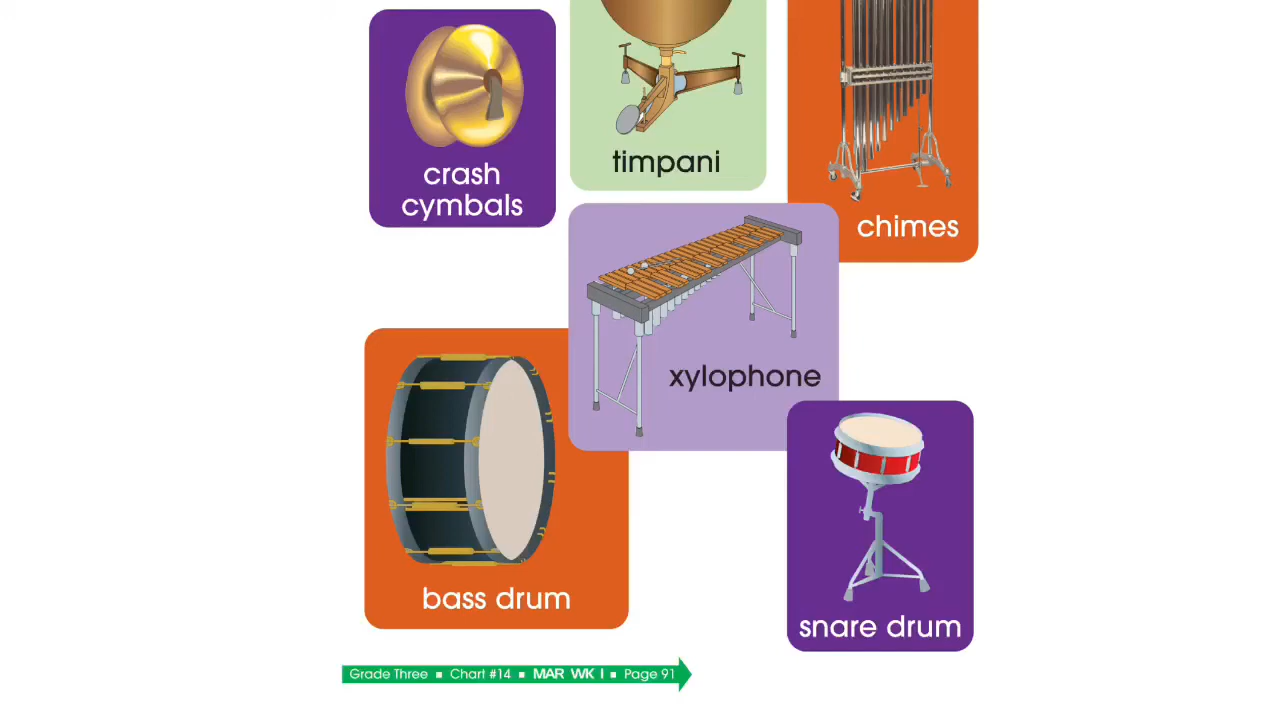 crash
cymbals
timpani
chimes
xylophone
bass drum
snare drum
Grade Three ▪ Chart #14 ▪ MAR WK I ▪ Page 91